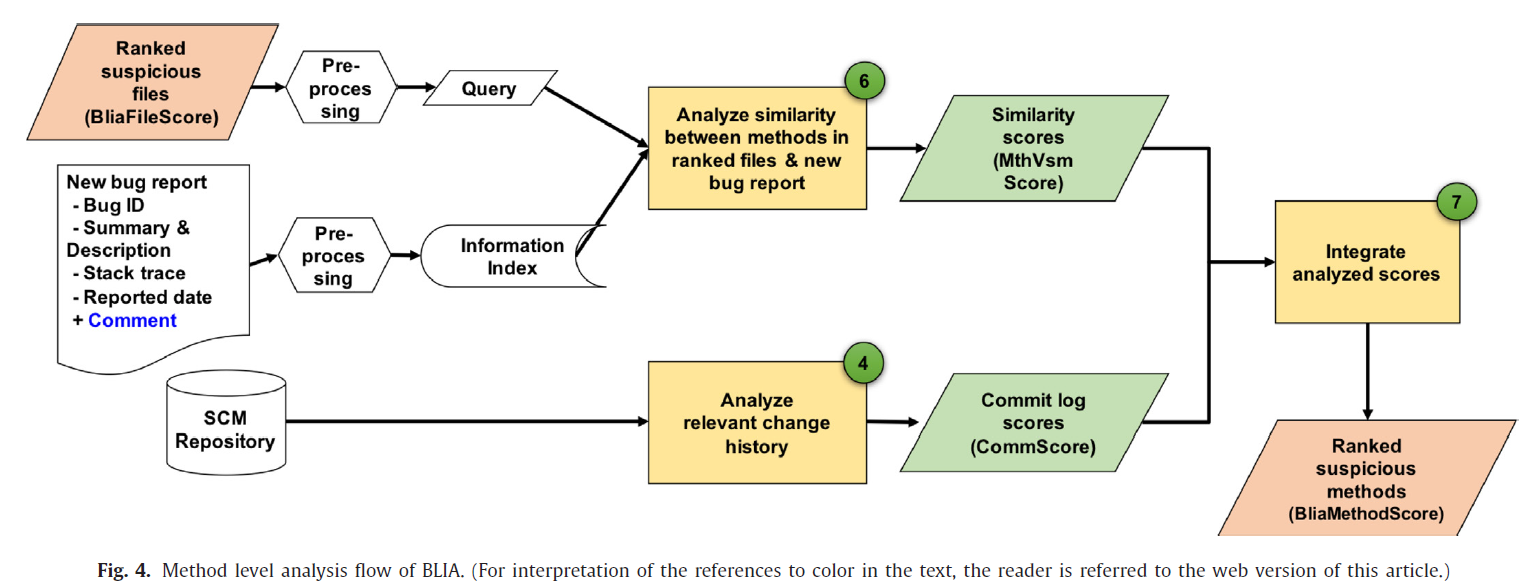 Ranked
suspicious
files
(BliaFileScore)
Pre-
proces
sing
Query
New bug report
- Bug ID
- Summary &
Description
- Stack trace
- Reported date
+ Comment
Pre-
proces
sing
Information
Index
SCM
Repository
6
Analyze similarity
between methods in
ranked files & new
bug report
4
Analyze
relevant change
history
Similarity
scores
(MthVsm
Score)
Commit log
scores
(CommScore)
7
Integrate
analyzed scores
Ranked
suspicious
methods
(BliaMethodScore)
Fig. 4. Method level analysis flow of BLIA. (For interpretation of the references to color in the text, the reader is referred to the web version of this article.)